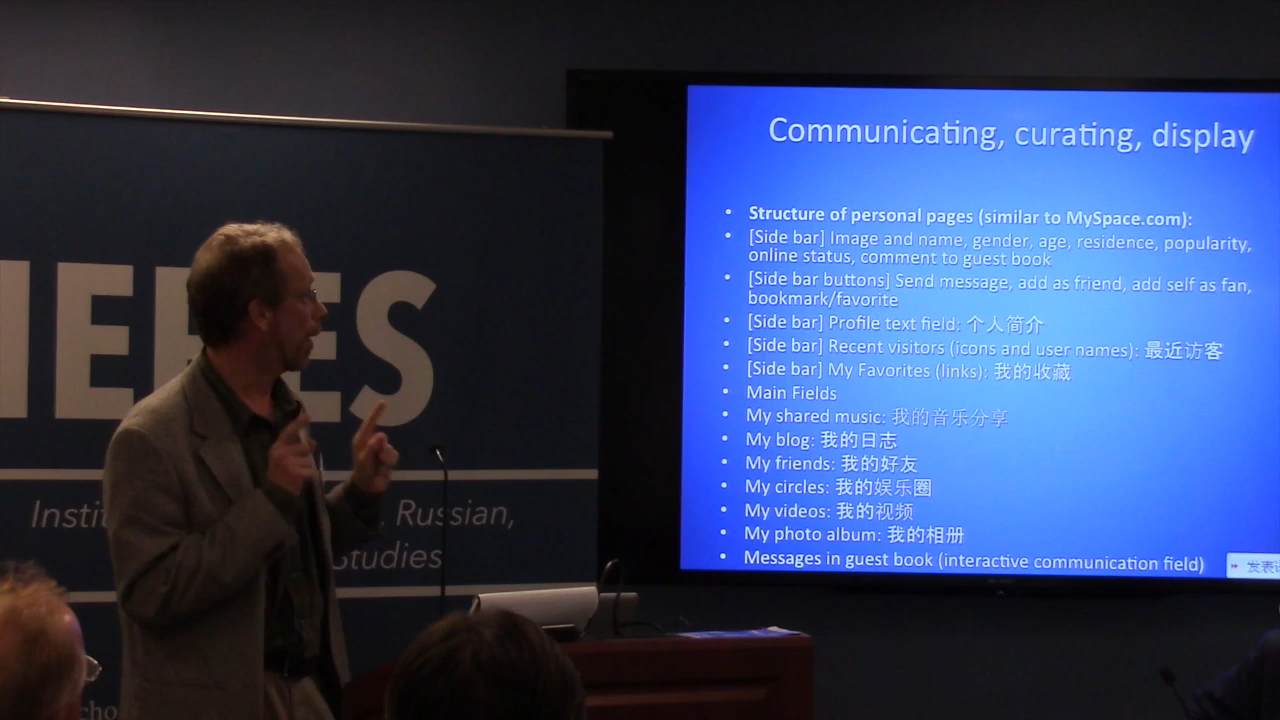 IERES
Instit
. Russian,
Studies
Communicating, curating, display
• Structure of personal pages (similar to MySpace.com):
• [Side bar] Image and name, gender, age, residence, popularity,
online status, comment to guest book
• [Side bar buttons] Send message, add as friend, add self as fan,
bookmark/favorite
• [Side bar] Profile text field: 个人简介
• [Side bar] Recent visitors (icons and user names): 最近访客
• [Side bar] My Favorites (links): 我的收藏
• Main Fields
• My shared music: 我的音乐分享
• My blog: 我的日志
• My friends: 我的好友
• My circles: 我的娱乐圈
• My videos: 我的视频
• My photo album: 我的相册
• Messages in guest book (interactive communication field)
发表